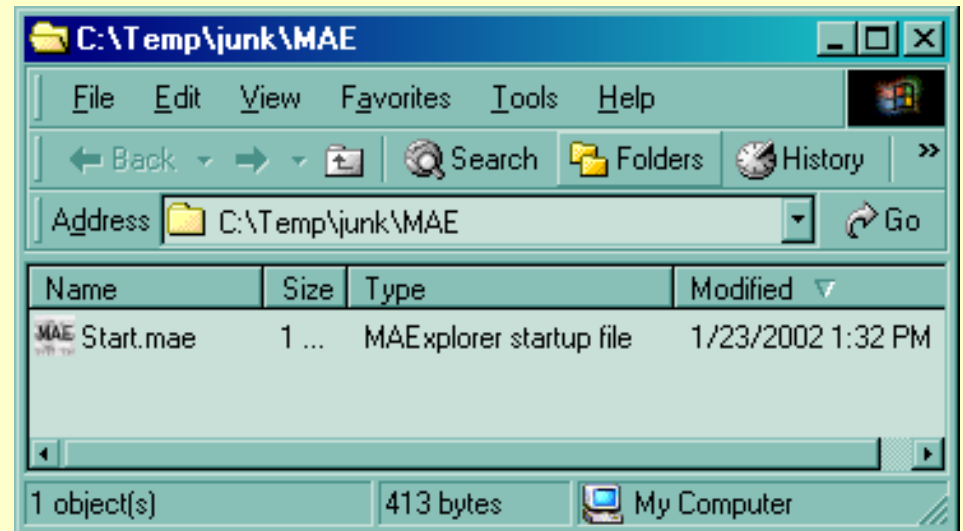 C:\Temp\junk\MAE
File Edit View Favorites Tools Help
Back Search Folders History »
Address C:\Temp\junk\MAE Go
Name Size Type Modified
MAE Start.mae 1 ... MAExplorer startup file 1/23/2002 1:32 PM
1 object(s) 413 bytes My Computer